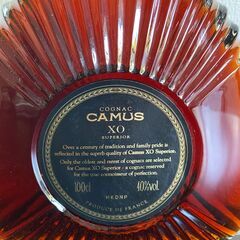 COGNAC
CAMUS
XO
SUPERIOR
Over a century of tradition and family pride is
reflected in the superb quality of Camus XO Superior.
Only the oldest and rarest of cognacs are selected
for Camus XO Superior - a cognac reserved for
the true connoisseur of perfection.
100cl 40%vol.
HKDNP
PRODUCE OF FRANCE